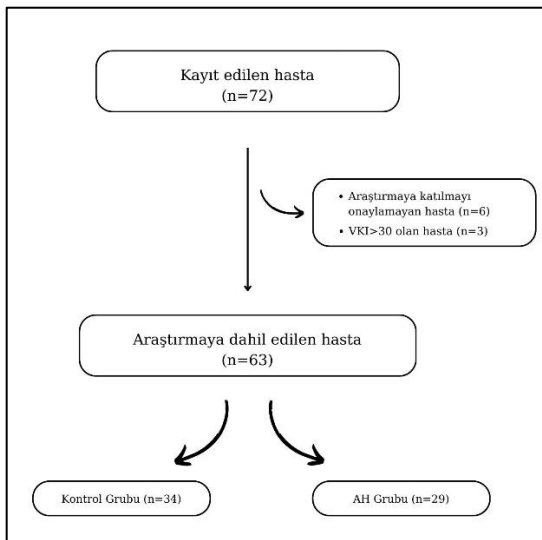 Kayıt edilen hasta
(n=72)
• Araştırmaya katılmayı
onaylamayan hasta (n=6)
• VKI>30 olan hasta (n=3)
Araştırmaya dahil edilen hasta
(n=63)
Kontrol Grubu (n=34)
AH Grubu (n=29)